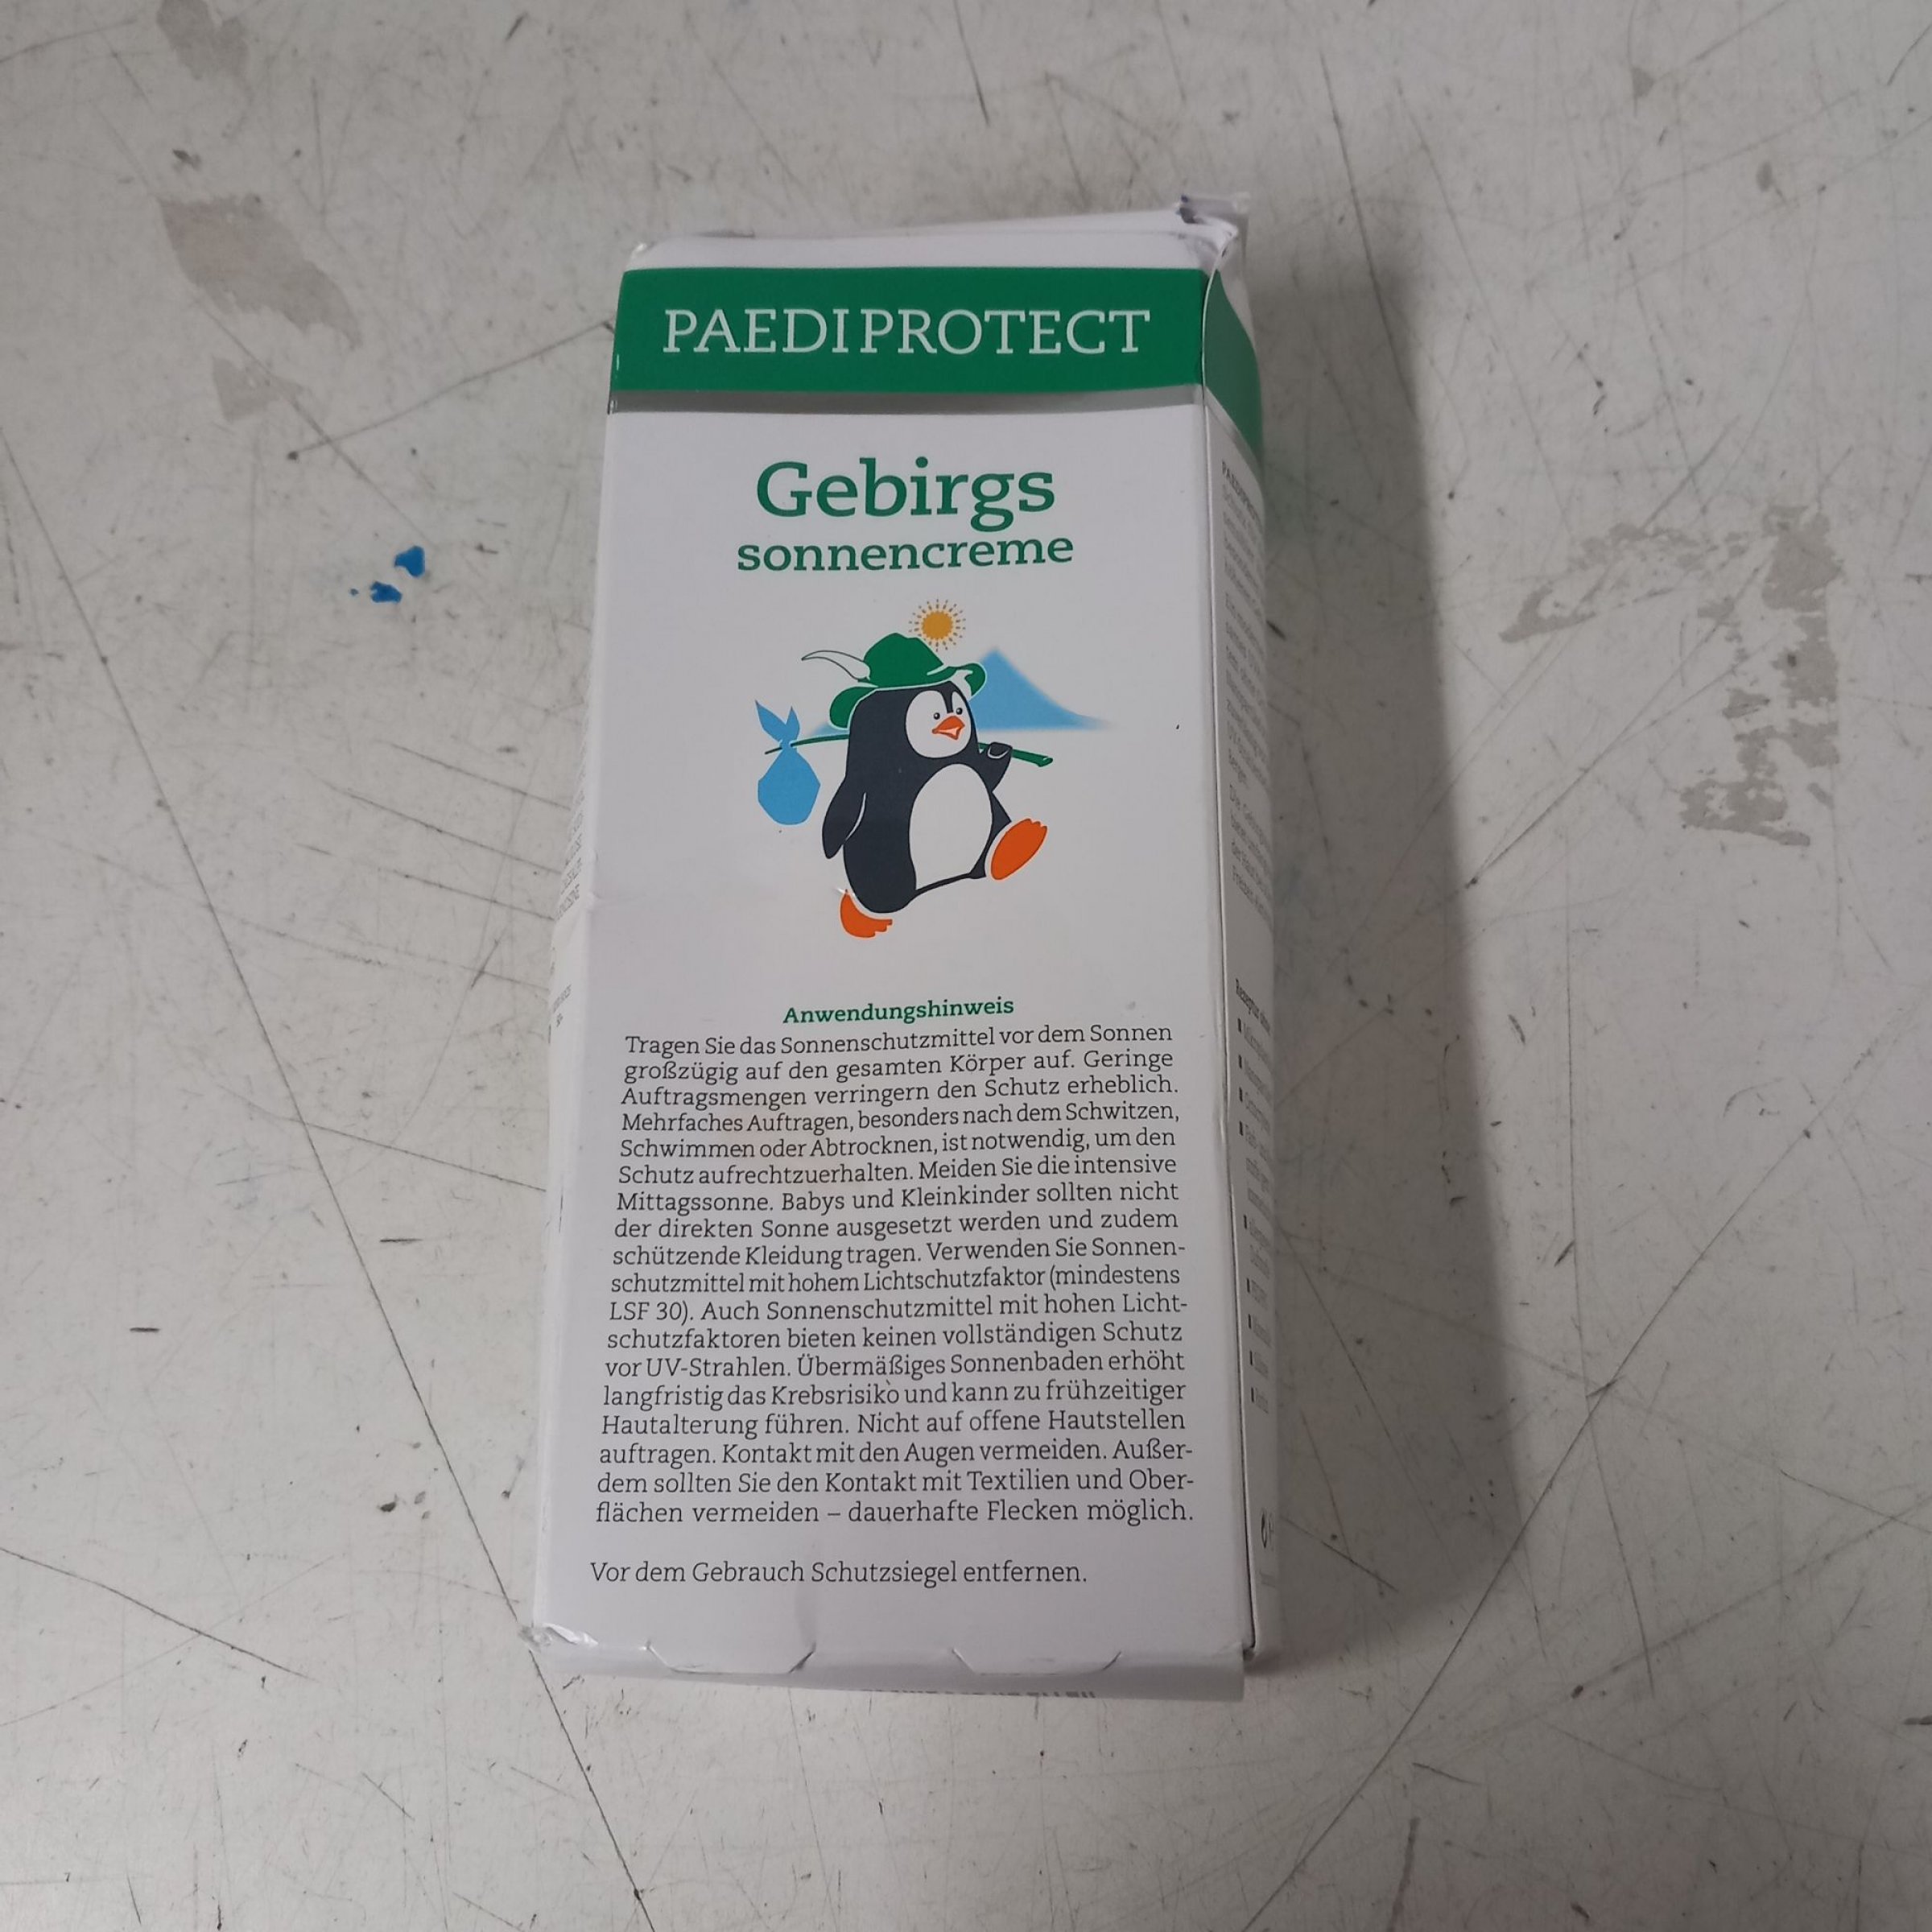 PAEDIPROTECT
Gebirgs
sonnencreme
Anwendungshinweis
Tragen Sie das Sonnenschutzmittel vor dem Sonnen
großzügig auf den gesamten Körper auf. Geringe
Auftragsmengen verringern den Schutz erheblich.
Mehrfaches Auftragen, besonders nach dem Schwitzen,
Schwimmen oder Abtrocknen, ist notwendig, um den
Schutz aufrechtzuerhalten. Meiden Sie die intensive
Mittagssonne. Babys und Kleinkinder sollten nicht
der direkten Sonne ausgesetzt werden und zudem
schützende Kleidung tragen. Verwenden Sie Sonnen-
schutzmittel mit hohem Lichtschutzfaktor (mindestens
LSF 30). Auch Sonnenschutzmittel mit hohen Licht-
schutzfaktoren bieten keinen vollständigen Schutz
vor UV-Strahlen. Übermäßiges Sonnenbaden erhöht
langfristig das Krebsrisiko und kann zu frühzeitiger
Hautalterung führen. Nicht auf offene Hautstellen
auftragen. Kontakt mit den Augen vermeiden. Außer-
dem sollten Sie den Kontakt mit Textilien und Ober-
flächen vermeiden – dauerhafte Flecken möglich.
Vor dem Gebrauch Schutzsiegel entfernen.